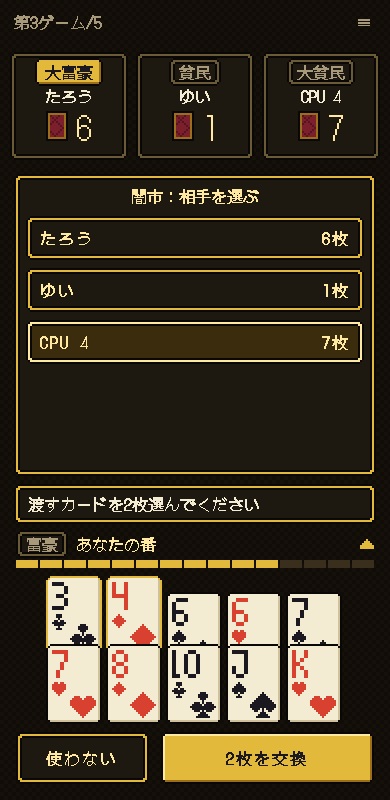 第3ゲーム/5
大富豪
たろう
6
貧民
ゆい
1
大貧民
CPU 4
7
闇市：相手を選ぶ
たろう 6枚
ゆい 1枚
CPU 4 7枚
渡すカードを2枚選んでください
富豪 あなたの番
3 4 6 6 7
7 8 10 J K
使わない 2枚を交換